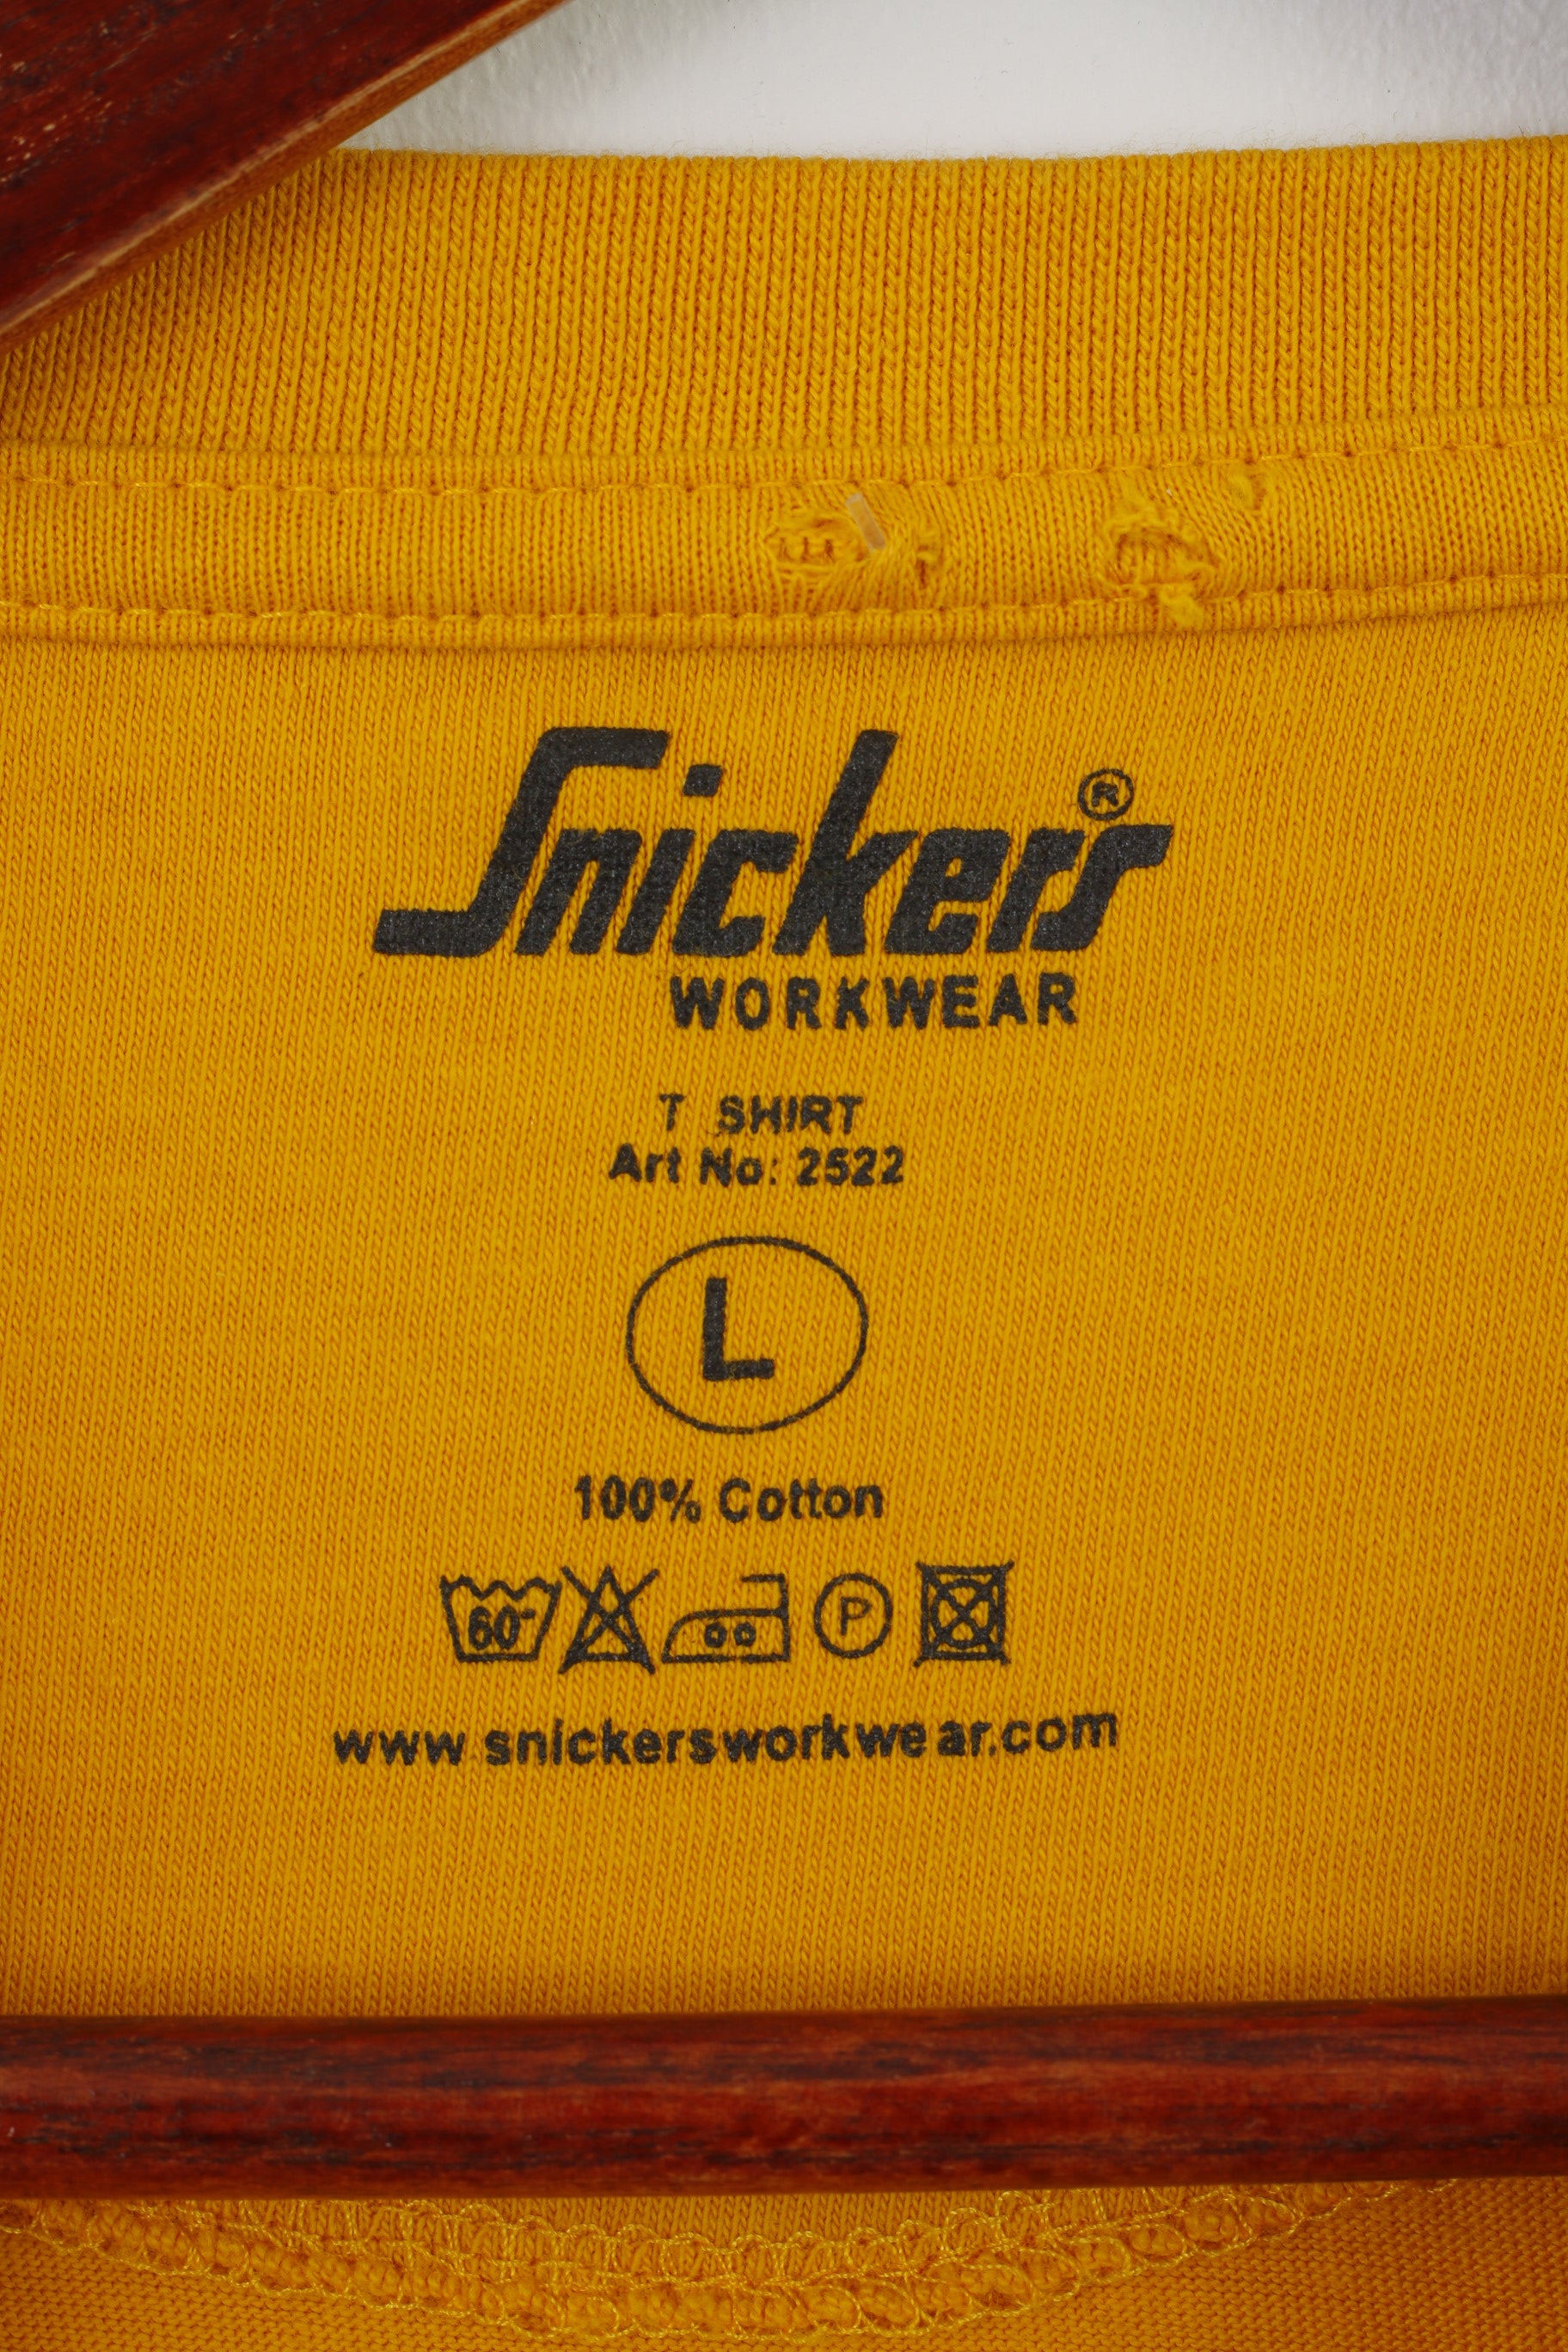 Snickers®
WORKWEAR
T SHIRT
Art No: 2522
L
100% Cotton
60° P
www.snickersworkwear.com